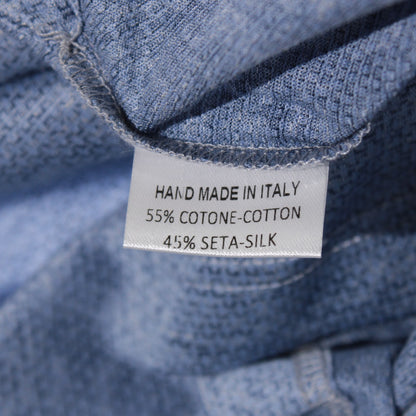 HAND MADE IN ITALY
55% COTONE-COTTON
45% SETA-SILK